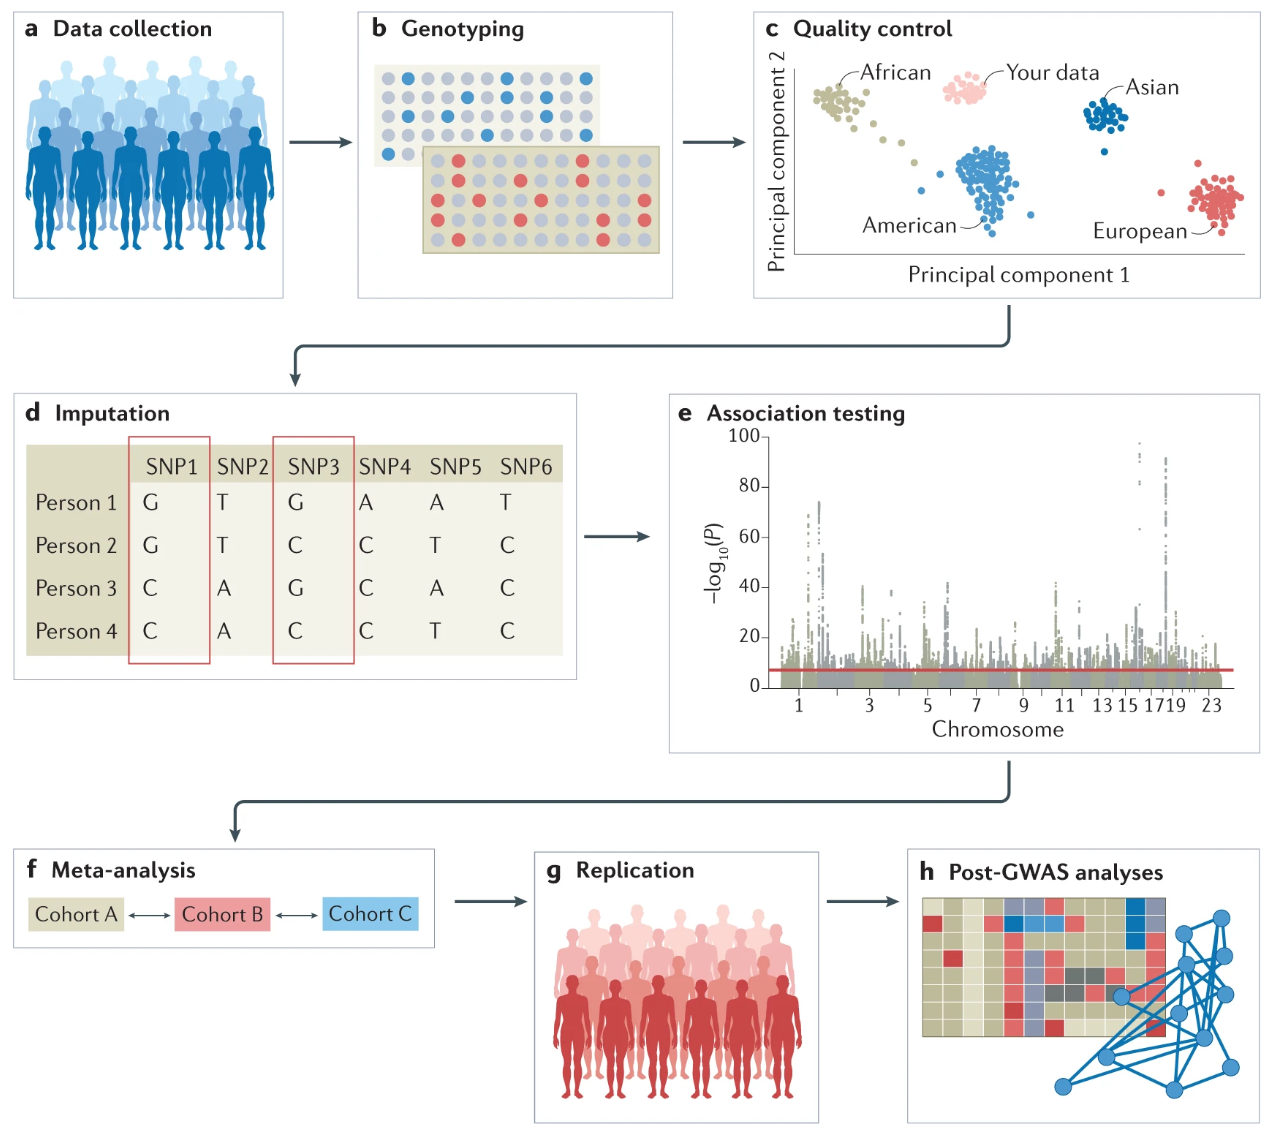 a Data collection
b Genotyping
c Quality control
Principal component 2
African
Your data
Asian
American
European
Principal component 1
d Imputation
SNP1 SNP2 SNP3 SNP4 SNP5 SNP6
Person 1 G T G A A T
Person 2 G T C C T C
Person 3 C A G C A C
Person 4 C A C C T C
e Association testing
–log10(P)
100
80
60
40
20
0
1 3 5 7 9 11 13 15 17 19 23
Chromosome
f Meta-analysis
Cohort A Cohort B Cohort C
g Replication
h Post-GWAS analyses